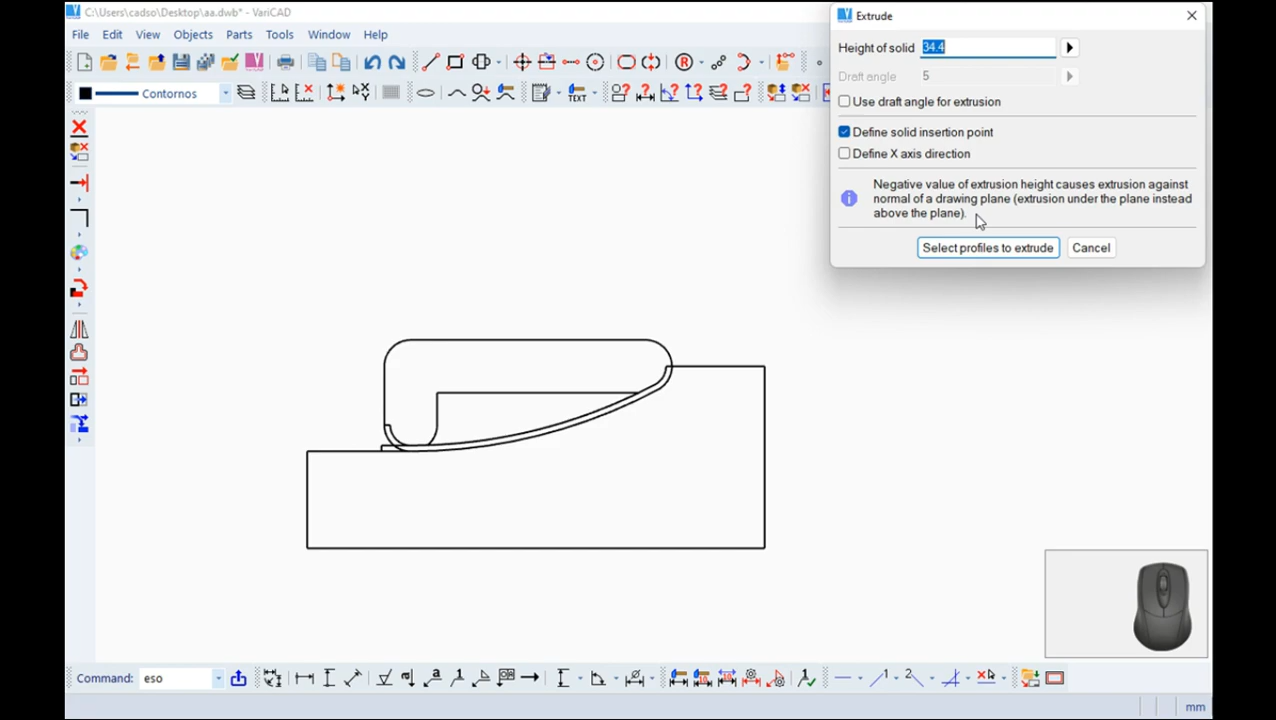 C:\Users\cadso\Desktop\aa.dwb* - VariCAD
File Edit View Objects Parts Tools Window Help
Contornos
TEXT
Extrude
Height of solid 34.4
Draft angle 5
Use draft angle for extrusion
Define solid insertion point
Define X axis direction
Negative value of extrusion height causes extrusion against
normal of a drawing plane (extrusion under the plane instead
above the plane).
Select profiles to extrude Cancel
Command: eso
mm